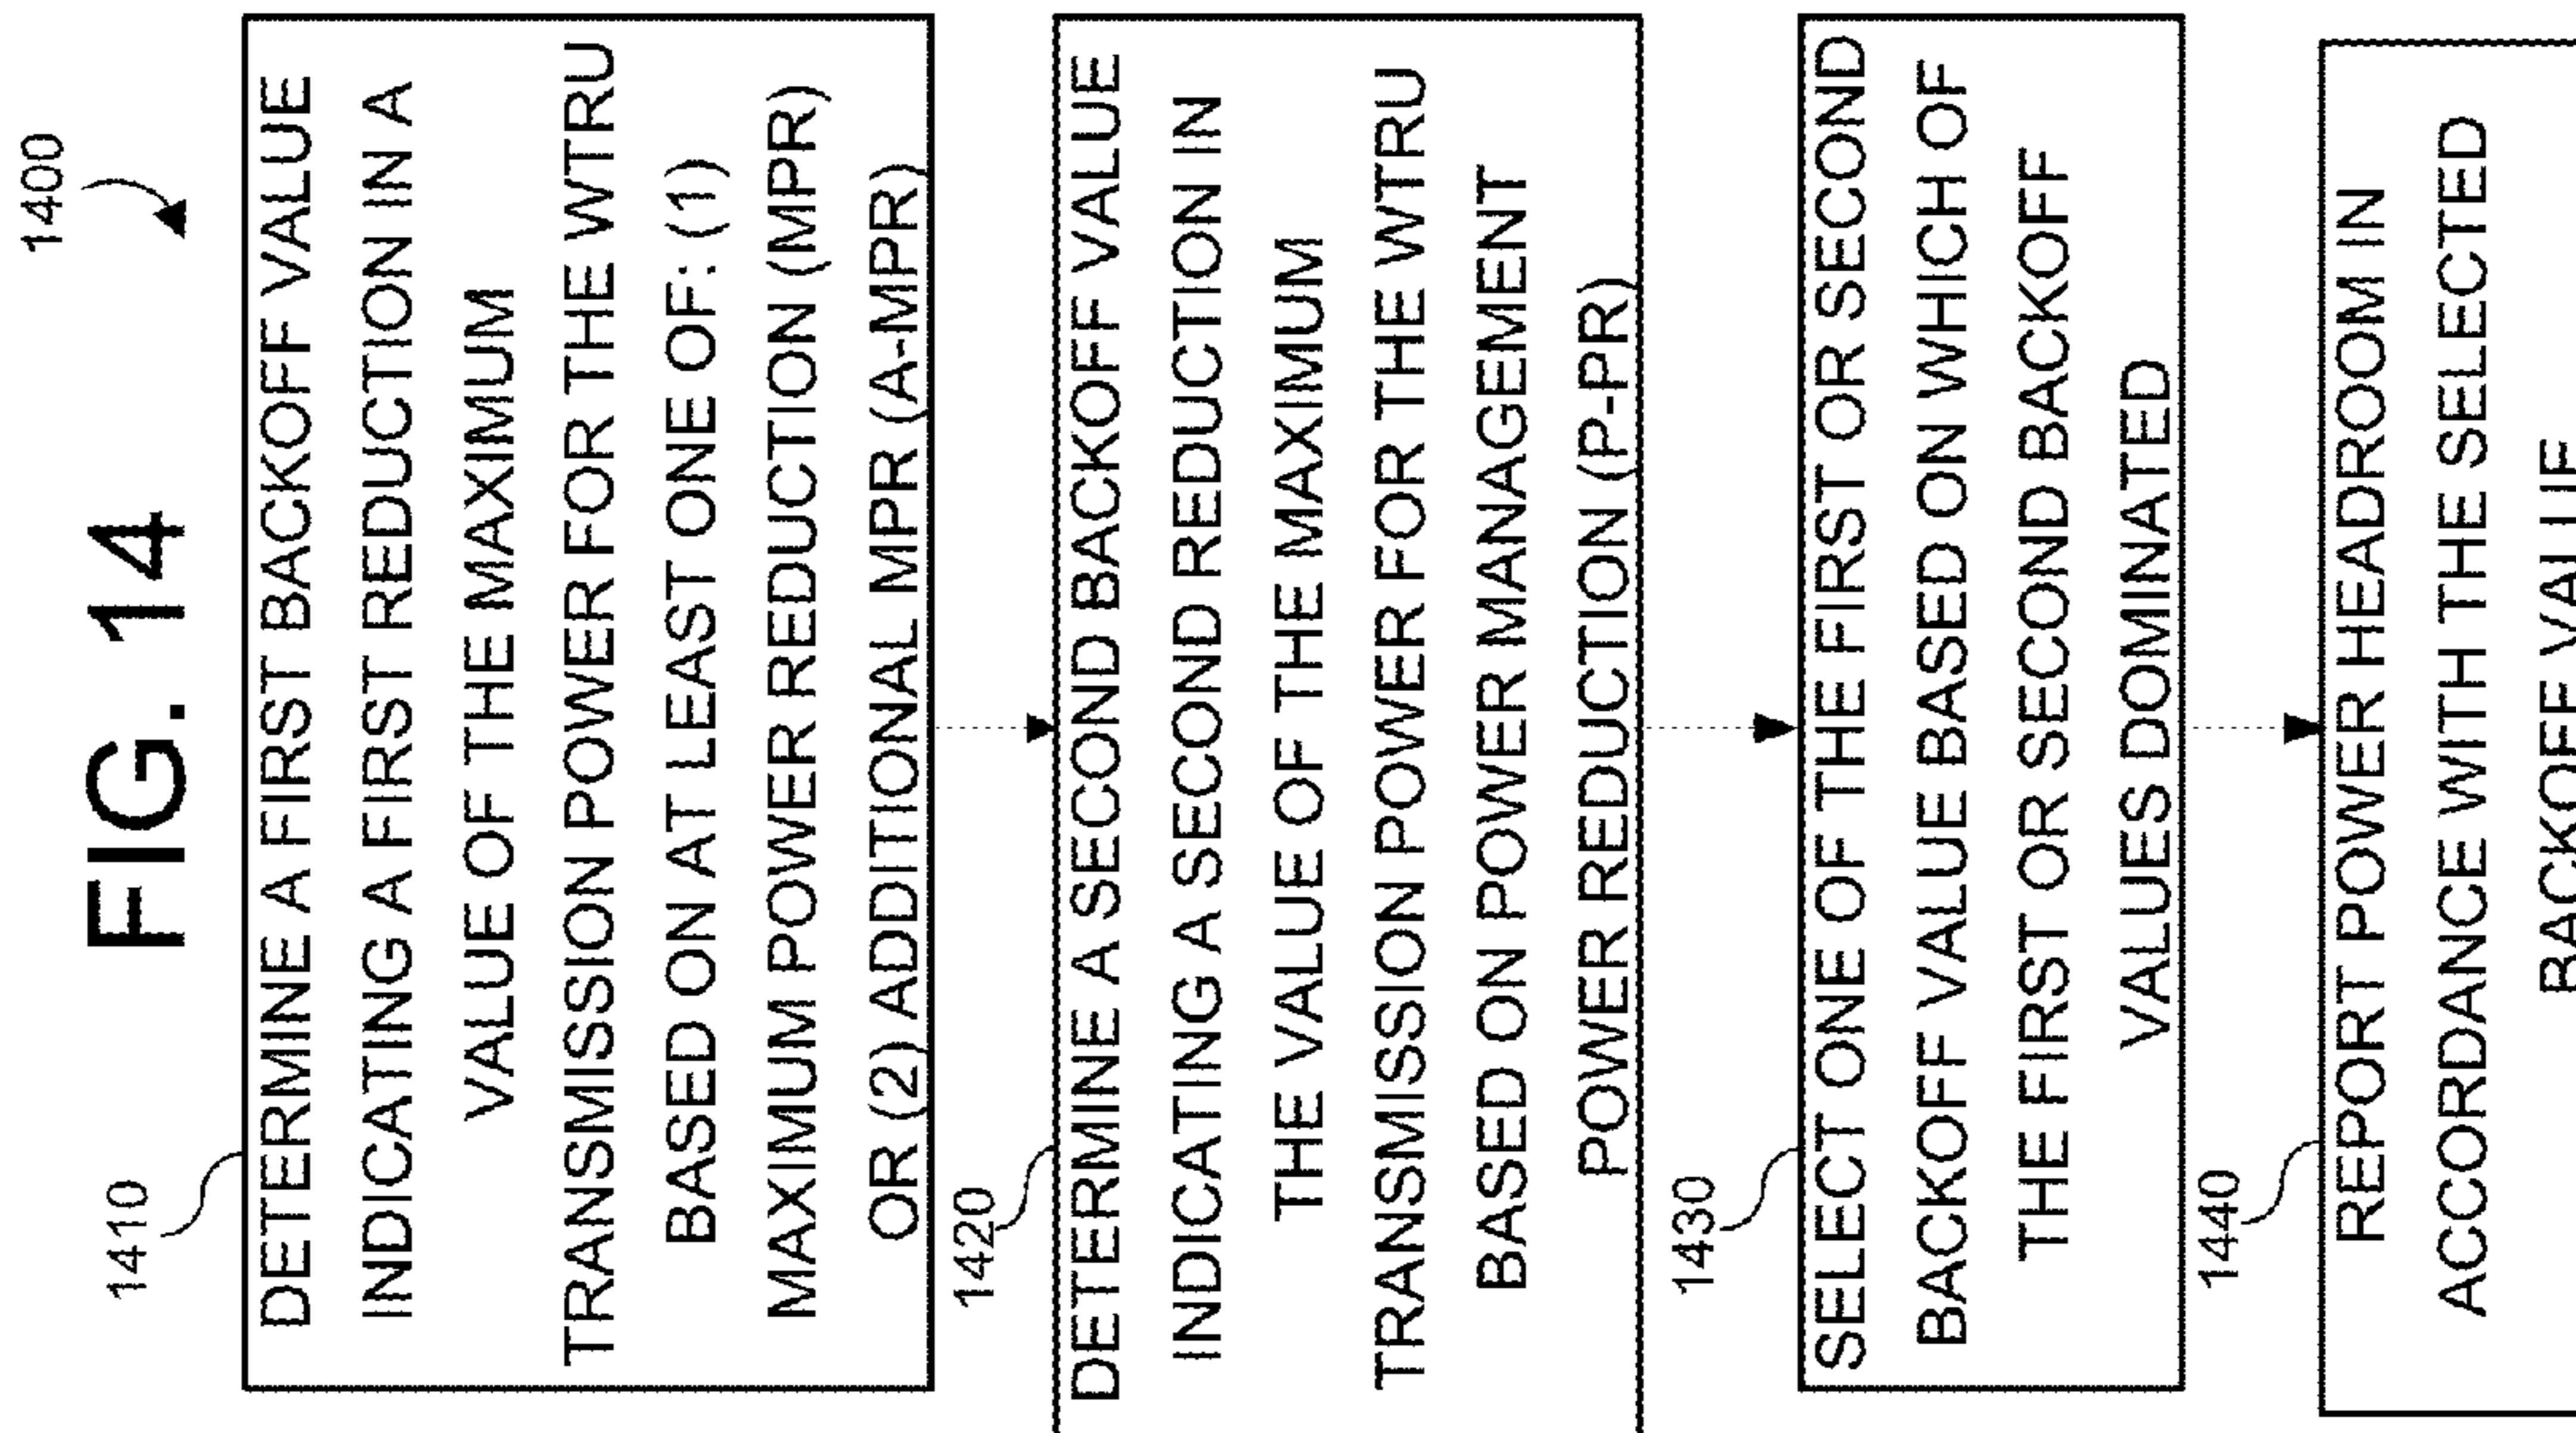 FIG. 14
1400
1410
DETERMINE A FIRST BACKOFF VALUE
INDICATING A FIRST REDUCTION IN A
VALUE OF THE MAXIMUM
TRANSMISSION POWER FOR THE WTRU
BASED ON AT LEAST ONE OF: (1)
MAXIMUM POWER REDUCTION (MPR)
OR (2) ADDITIONAL MPR (A-MPR)
1420
DETERMINE A SECOND BACKOFF VALUE
INDICATING A SECOND REDUCTION IN
THE VALUE OF THE MAXIMUM
TRANSMISSION POWER FOR THE WTRU
BASED ON POWER MANAGEMENT
POWER REDUCTION (P-PR)
1430
SELECT ONE OF THE FIRST OR SECOND
BACKOFF VALUE BASED ON WHICH OF
THE FIRST OR SECOND BACKOFF
VALUES DOMINATED
1440
REPORT POWER HEADROOM IN
ACCORDANCE WITH THE SELECTED
BACKOFF VALUE